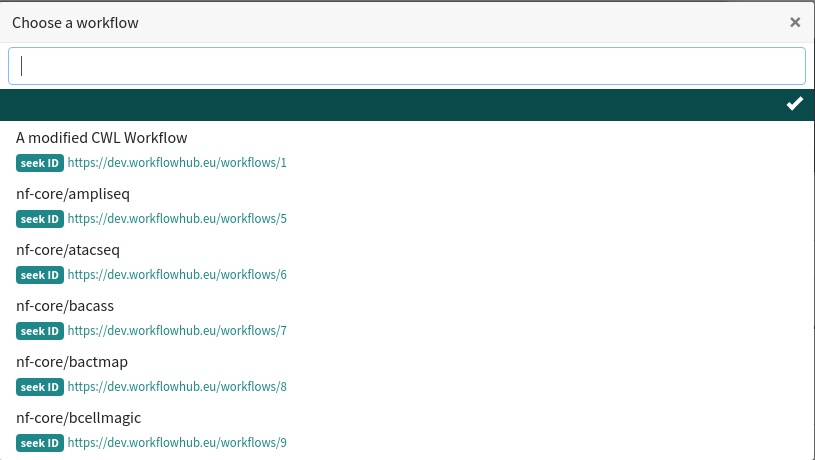 Choose a workflow ×
A modified CWL Workflow
seek ID https://dev.workflowhub.eu/workflows/1
nf-core/ampliseq
seek ID https://dev.workflowhub.eu/workflows/5
nf-core/atacseq
seek ID https://dev.workflowhub.eu/workflows/6
nf-core/bacass
seek ID https://dev.workflowhub.eu/workflows/7
nf-core/bactmap
seek ID https://dev.workflowhub.eu/workflows/8
nf-core/bcellmagic
seek ID https://dev.workflowhub.eu/workflows/9